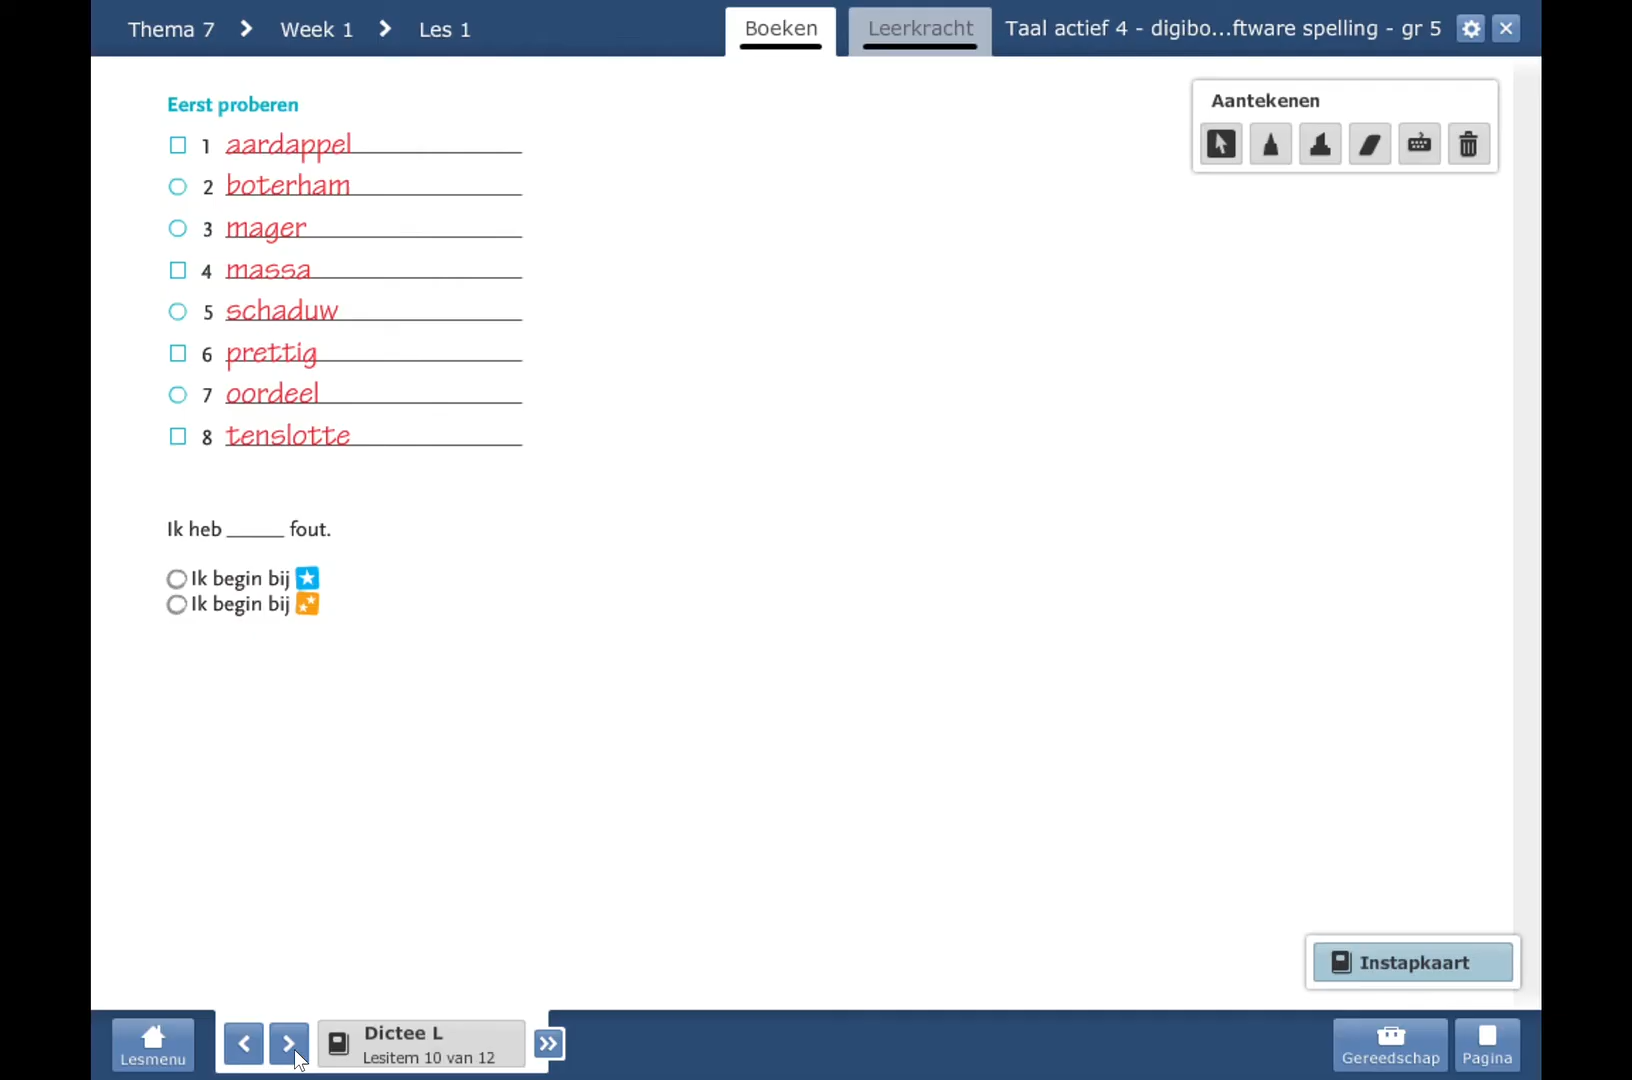 Thema 7 > Week 1 > Les 1
Boeken
Leerkracht
Taal actief 4 - digibo...ftware spelling - gr 5
Aantekenen
Eerst proberen
1 aardappel
2 boterham
3 mager
4 massa
5 schaduw
6 prettig
7 oordeel
8 tenslotte
Ik heb _____ fout.
Ik begin bij
Ik begin bij
Instapkaart
Lesmenu
Dictee L
Lesitem 10 van 12
Gereedschap
Pagina